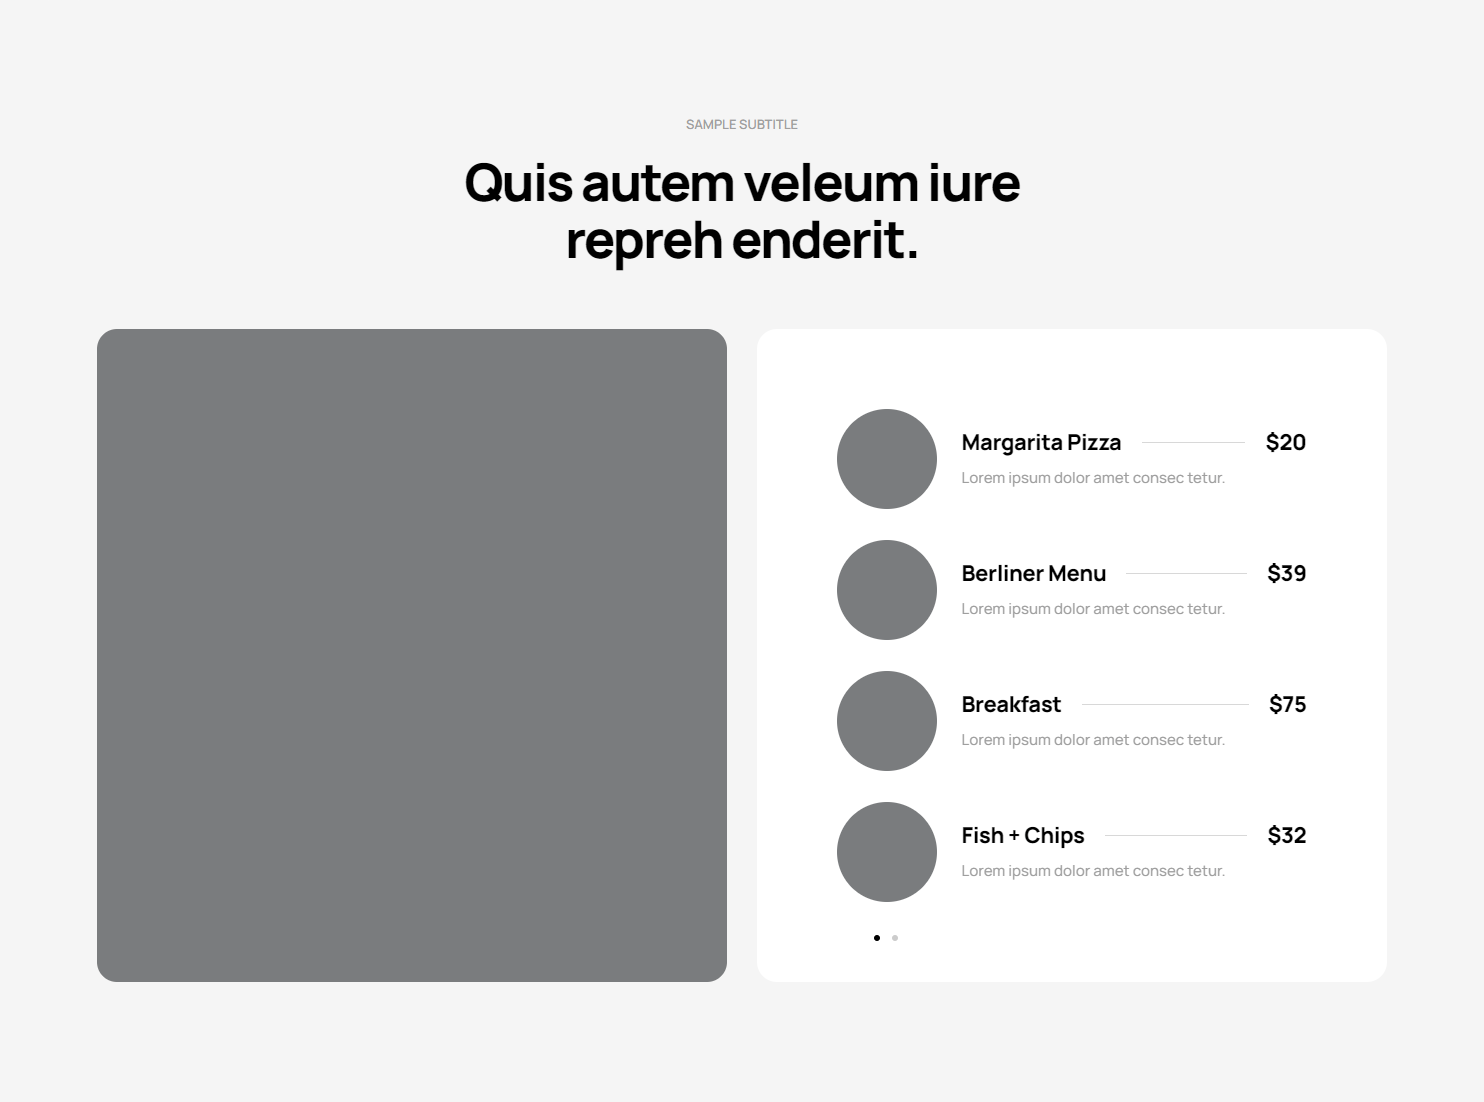 SAMPLE SUBTITLE
Quis autem veleum iure
repreh enderit.
Margarita Pizza $20
Lorem ipsum dolor amet consec tetur.
Berliner Menu $39
Lorem ipsum dolor amet consec tetur.
Breakfast $75
Lorem ipsum dolor amet consec tetur.
Fish + Chips $32
Lorem ipsum dolor amet consec tetur.